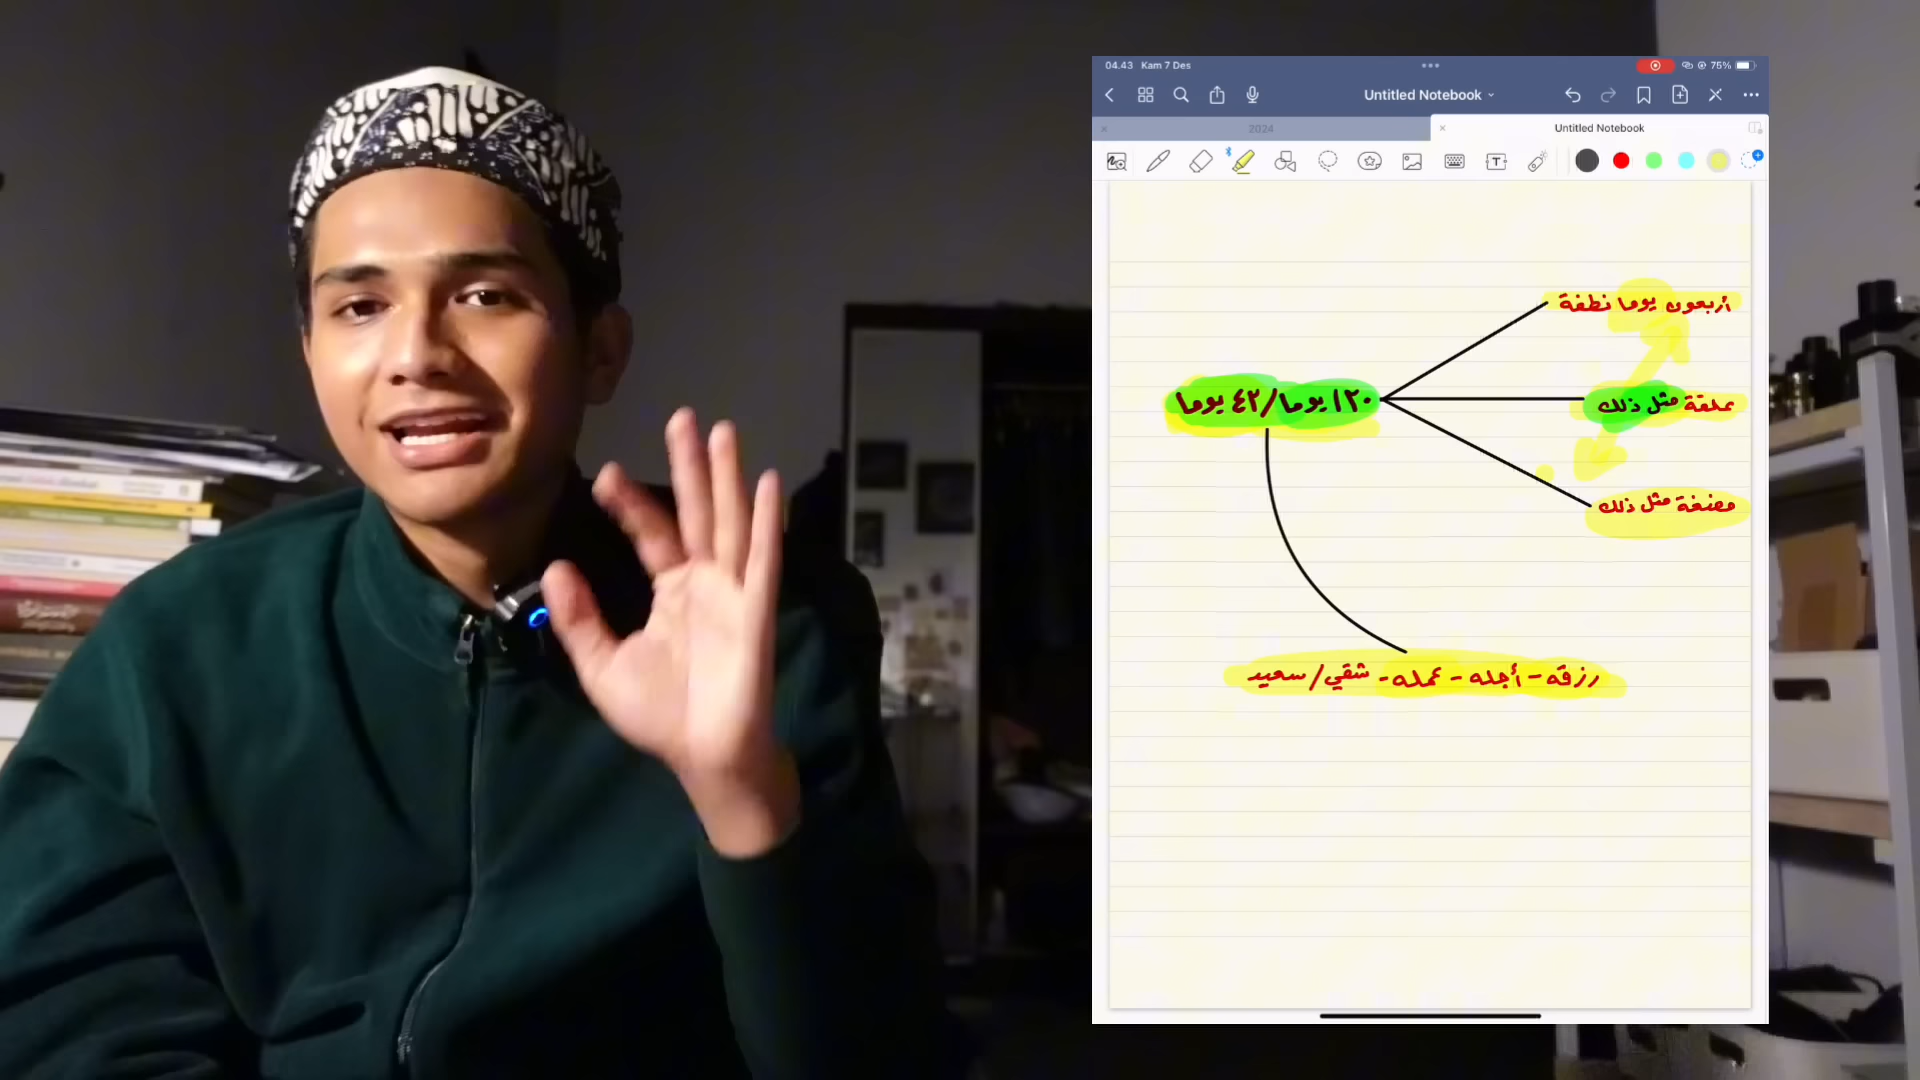 04.43 Kam 7 Des
75%
Untitled Notebook
2024
Untitled Notebook
T
أربعون يوما نطفة
١٢٠ يوما/٤٢ يوما
علقة مثل ذلك
مضغة مثل ذلك
رزقه - أجله - عمله - شقي/سعيد